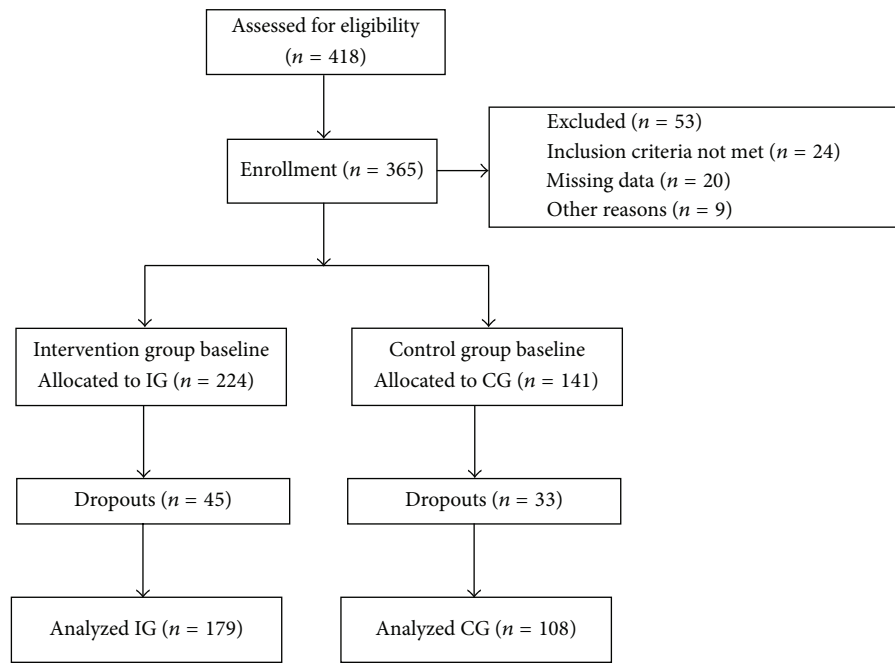 Assessed for eligibility
(n = 418)
Enrollment (n = 365)
Excluded (n = 53)
Inclusion criteria not met (n = 24)
Missing data (n = 20)
Other reasons (n = 9)
Intervention group baseline
Allocated to IG (n = 224)
Control group baseline
Allocated to CG (n = 141)
Dropouts (n = 45)
Dropouts (n = 33)
Analyzed IG (n = 179)
Analyzed CG (n = 108)